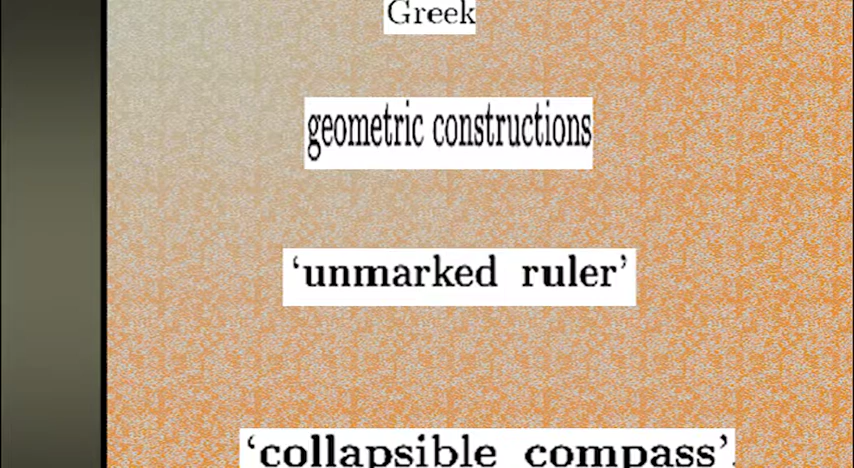 Greek
geometric constructions
‘unmarked ruler’
‘collapsible compass’.